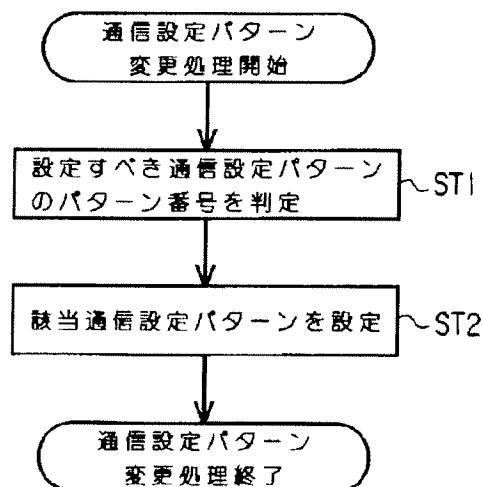 通信設定パターン
変更処理開始
設定すべき通信設定パターン
のパターン番号を判定
ST1
該当通信設定パターンを設定
ST2
通信設定パターン
変更処理終了